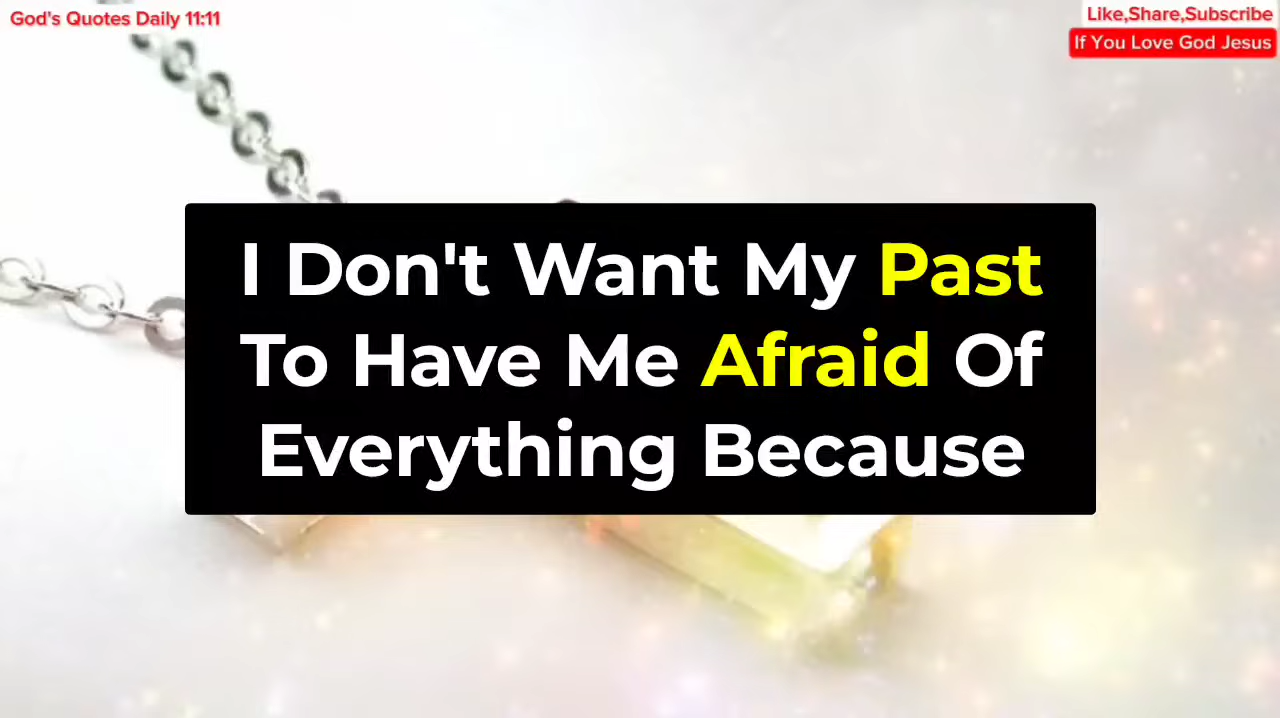 God's Quotes Daily 11:11
Like,Share,Subscribe
If You Love God Jesus
I Don't Want My Past
To Have Me Afraid Of
Everything Because